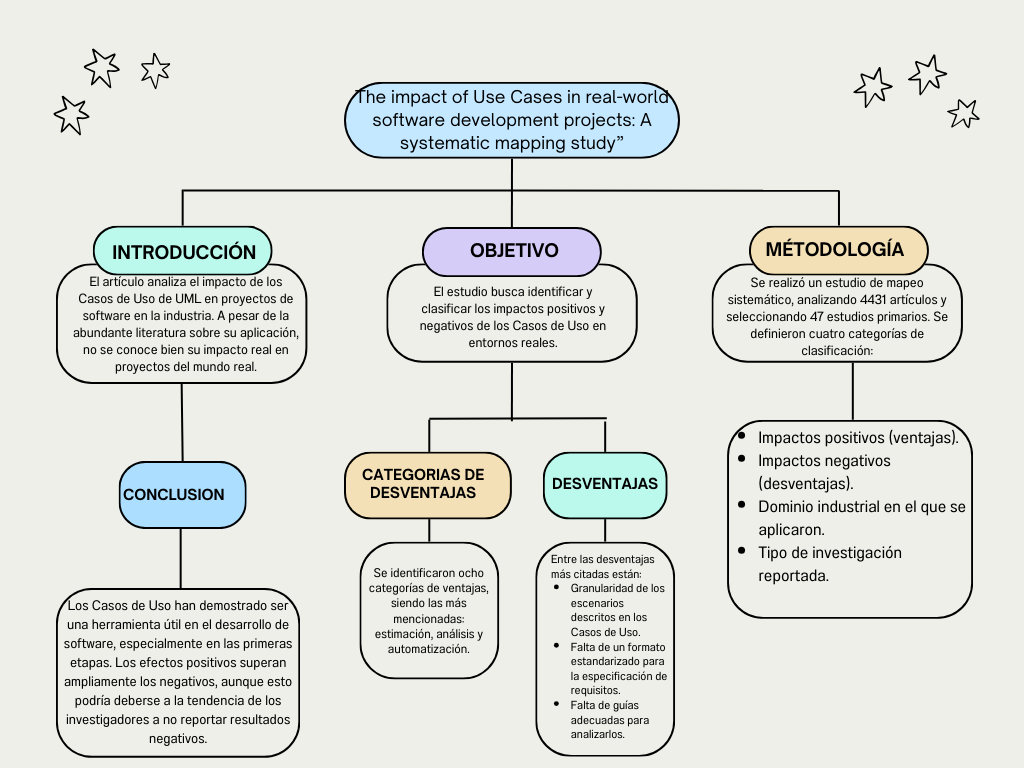 The impact of Use Cases in real-world
software development projects: A
systematic mapping study”
INTRODUCCIÓN
El artículo analiza el impacto de los
Casos de Uso de UML en proyectos de
software en la industria. A pesar de la
abundante literatura sobre su aplicación,
no se conoce bien su impacto real en
proyectos del mundo real.
OBJETIVO
El estudio busca identificar y
clasificar los impactos positivos y
negativos de los Casos de Uso en
entornos reales.
MÉTODOLOGÍA
Se realizó un estudio de mapeo
sistemático, analizando 4431 artículos y
seleccionando 47 estudios primarios. Se
definieron cuatro categorías de
clasificación:
CONCLUSION
Los Casos de Uso han demostrado ser
una herramienta útil en el desarrollo de
software, especialmente en las primeras
etapas. Los efectos positivos superan
ampliamente los negativos, aunque esto
podría deberse a la tendencia de los
investigadores a no reportar resultados
negativos.
CATEGORIAS DE
DESVENTAJAS
Se identificaron ocho
categorías de ventajas,
siendo las más
mencionadas:
estimación, análisis y
automatización.
DESVENTAJAS
Entre las desventajas
más citadas están:
• Granularidad de los
escenarios
descritos en los
Casos de Uso.
• Falta de un formato
estandarizado para
la especificación de
requisitos.
• Falta de guías
adecuadas para
analizarlos.
• Impactos positivos (ventajas).
• Impactos negativos
(desventajas).
• Dominio industrial en el que se
aplicaron.
• Tipo de investigación
reportada.